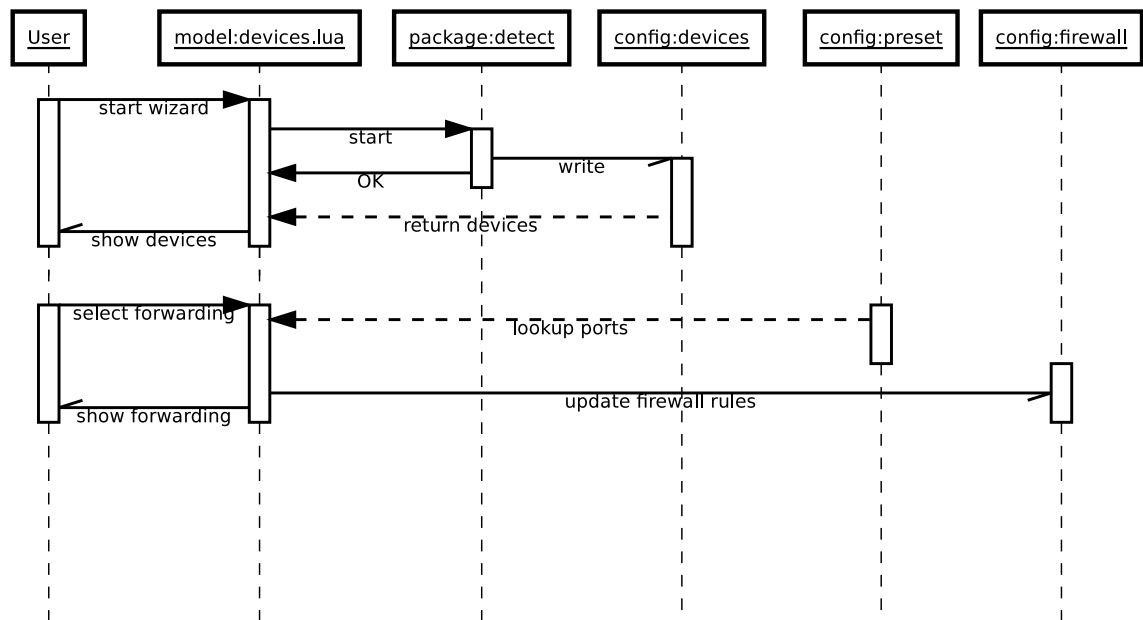 User
model:devices.lua
package:detect
config:devices
config:preset
config:firewall
start wizard
start
write
OK
return devices
show devices
select forwarding
lookup ports
update firewall rules
show forwarding